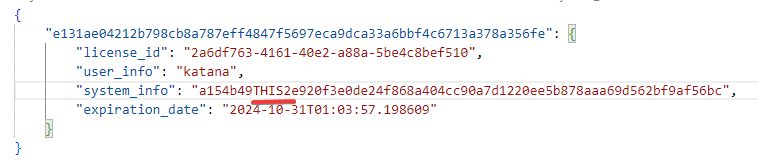 {
"e131ae04212b798cb8a787eff4847f5697eca9dca33a6bbf4c6713a378a356fe": {
"license_id": "2a6df763-4161-40e2-a88a-5be4c8bef510",
"user_info": "katana",
"system_info": "a154b49THIS2e920f3e0de24f868a404cc90a7d1220ee5b878aaa69d562bf9af56bc",
"expiration_date": "2024-10-31T01:03:57.198609"
}
}